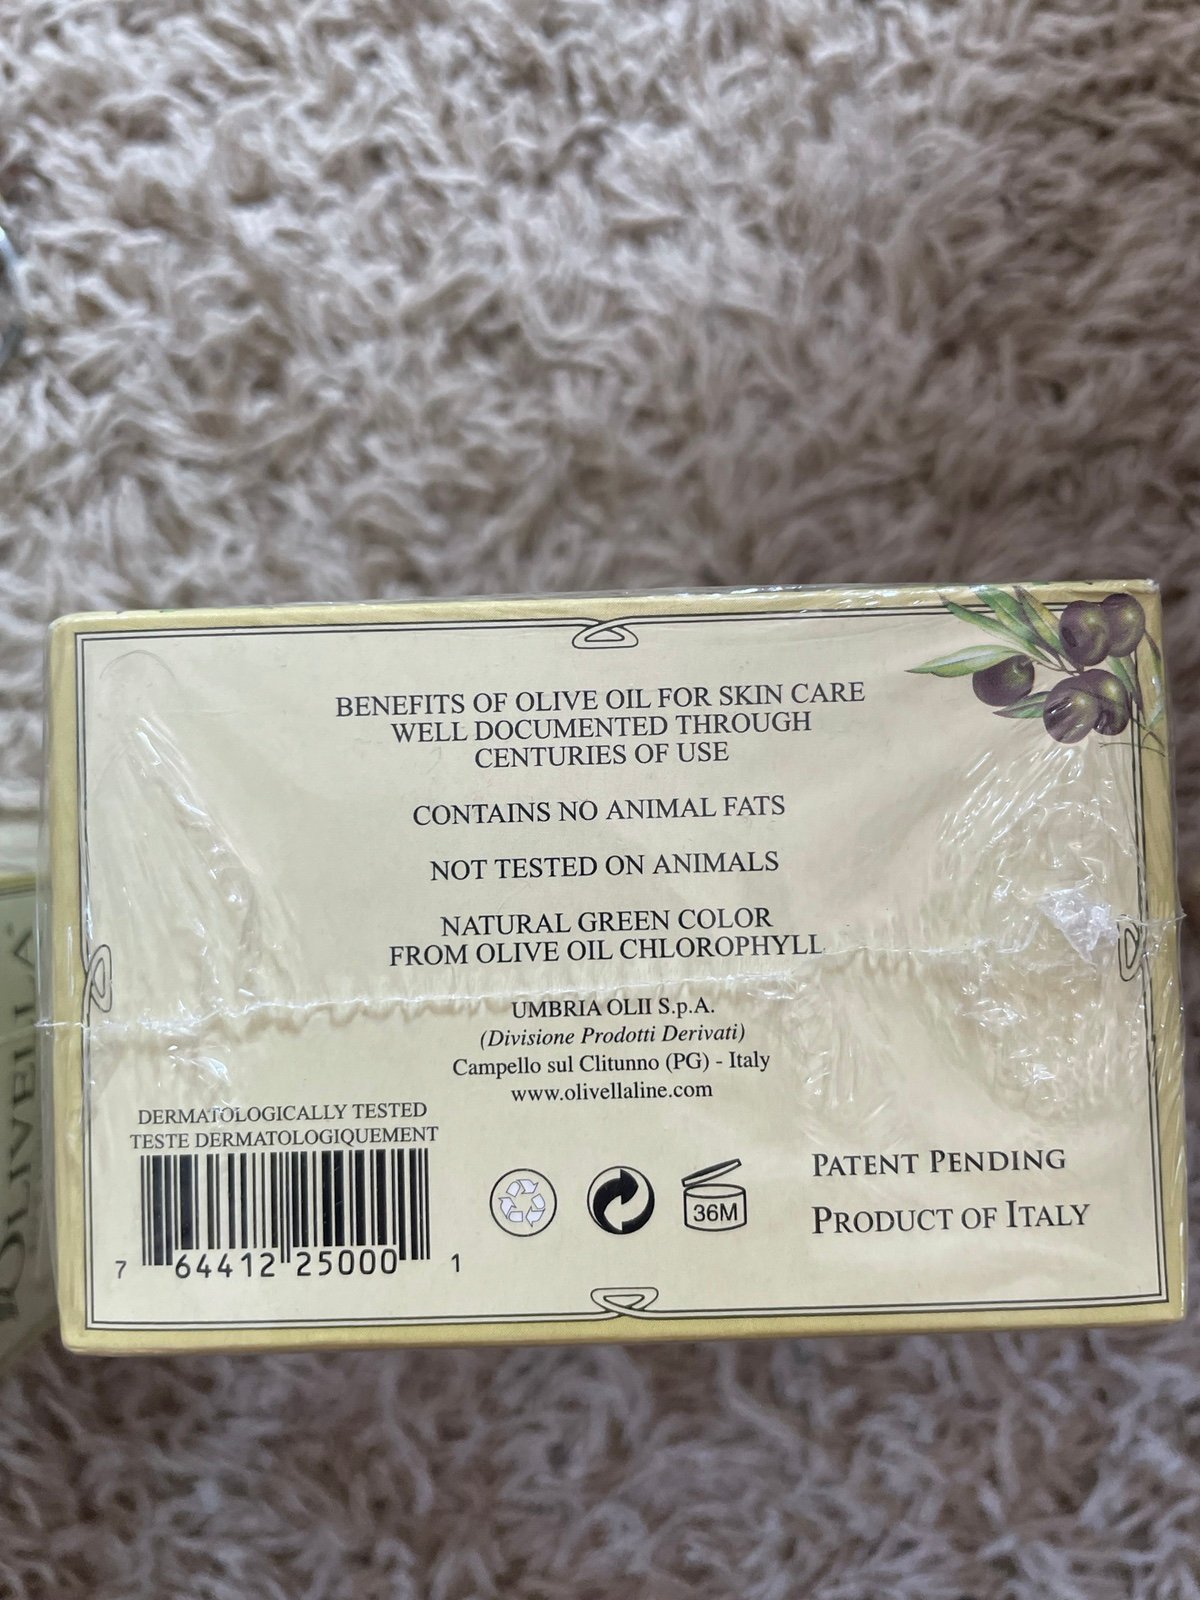 BENEFITS OF OLIVE OIL FOR SKIN CARE
WELL DOCUMENTED THROUGH
CENTURIES OF USE
CONTAINS NO ANIMAL FATS
NOT TESTED ON ANIMALS
NATURAL GREEN COLOR
FROM OLIVE OIL CHLOROPHYLL
UMBRIA OLII S.p.A.
(Divisione Prodotti Derivati)
Campello sul Clitunno (PG) - Italy
www.olivellaline.com
DERMATOLOGICALLY TESTED
TESTE DERMATOLOGIQUEMENT
7 64412 25000 1
36M
PATENT PENDING
PRODUCT OF ITALY
OLIVELLA